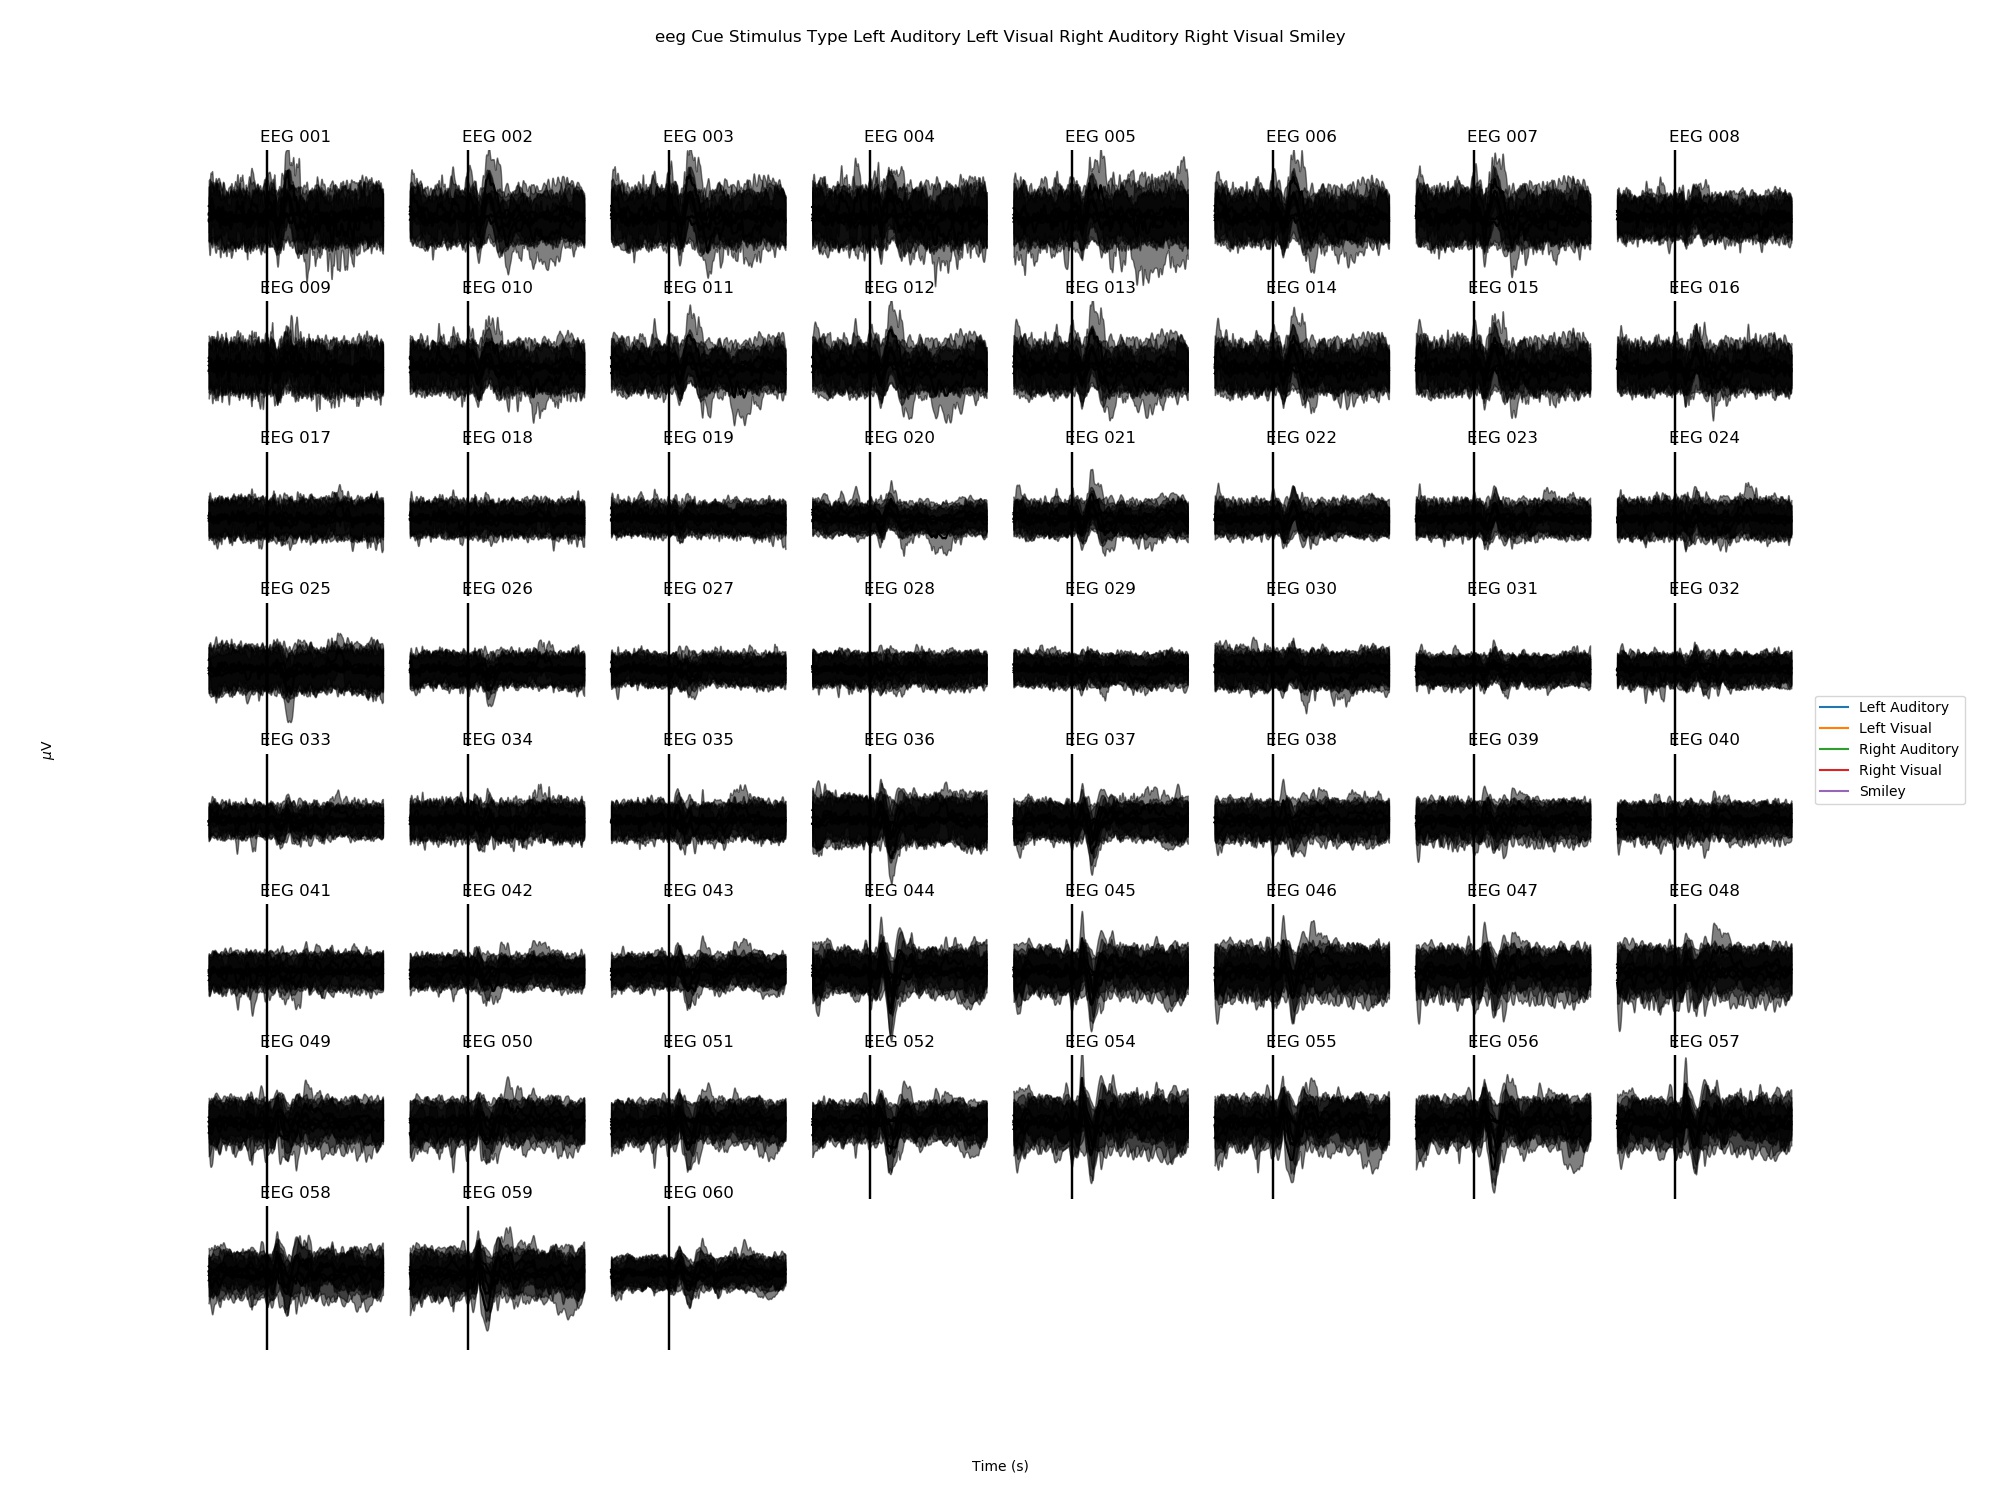 eeg Cue Stimulus Type Left Auditory Left Visual Right Auditory Right Visual Smiley
EEG 001 EEG 002 EEG 003 EEG 004 EEG 005 EEG 006 EEG 007 EEG 008
EEG 009 EEG 010 EEG 011 EEG 012 EEG 013 EEG 014 EEG 015 EEG 016
EEG 017 EEG 018 EEG 019 EEG 020 EEG 021 EEG 022 EEG 023 EEG 024
EEG 025 EEG 026 EEG 027 EEG 028 EEG 029 EEG 030 EEG 031 EEG 032
EEG 033 EEG 034 EEG 035 EEG 036 EEG 037 EEG 038 EEG 039 EEG 040
EEG 041 EEG 042 EEG 043 EEG 044 EEG 045 EEG 046 EEG 047 EEG 048
EEG 049 EEG 050 EEG 051 EEG 052 EEG 054 EEG 055 EEG 056 EEG 057
EEG 058 EEG 059 EEG 060
μV
Left Auditory
Left Visual
Right Auditory
Right Visual
Smiley
Time (s)